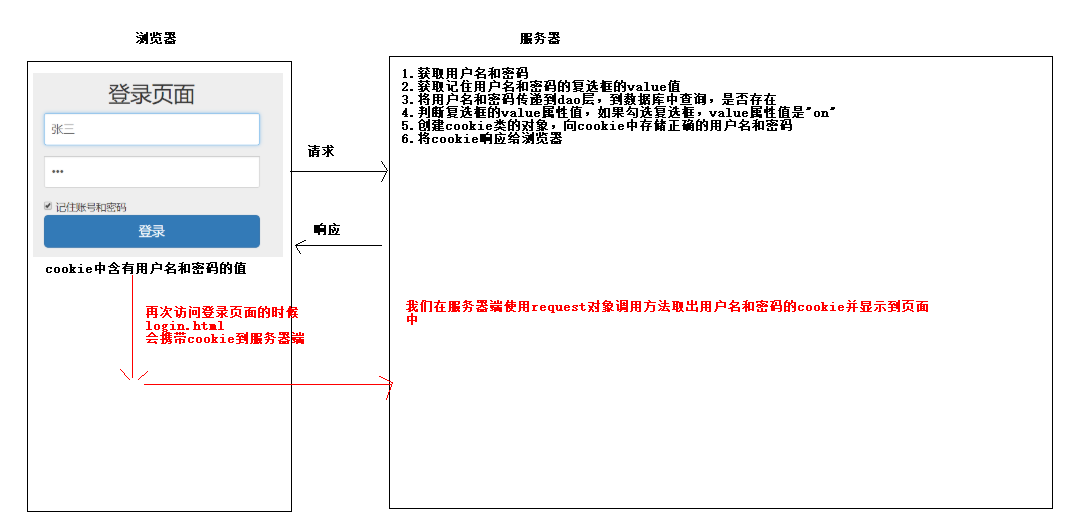 浏览器
服务器
登录页面
张三
•••
记住账号和密码
登录
cookie中含有用户名和密码的值
再次访问登录页面的时候
login.html
会携带cookie到服务器端
请求
响应
1.获取用户名和密码
2.获取记住用户名和密码的复选框的value值
3.将用户名和密码传递到dao层，到数据库中查询，是否存在
4.判断复选框的value属性值，如果勾选复选框，value属性值是"on"
5.创建cookie类的对象，向cookie中存储正确的用户名和密码
6.将cookie响应给浏览器
我们在服务器端使用request对象调用方法取出用户名和密码的cookie并显示到页面
中